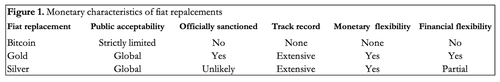 Figure 1. Monetary characteristics of fiat repalcements
Fiat replacement Public acceptability Officially sanctioned Track record Monetary flexibility Financial flexibility
Bitcoin Strictly limited No None None No
Gold Global Yes Extensive Yes Yes
Silver Global Unlikely Extensive Yes Partial